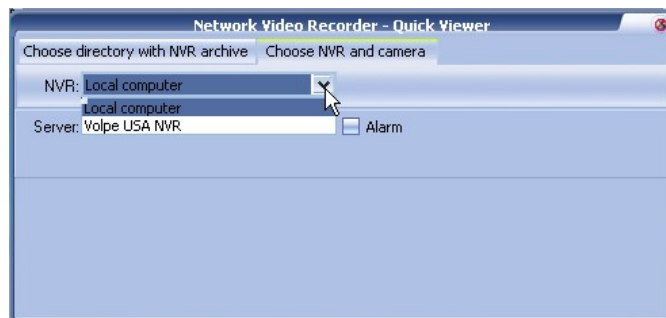 Network Video Recorder - Quick Viewer
Choose directory with NVR archive Choose NVR and camera
NVR: Local computer
Local computer
Server: Volpe USA NVR Alarm